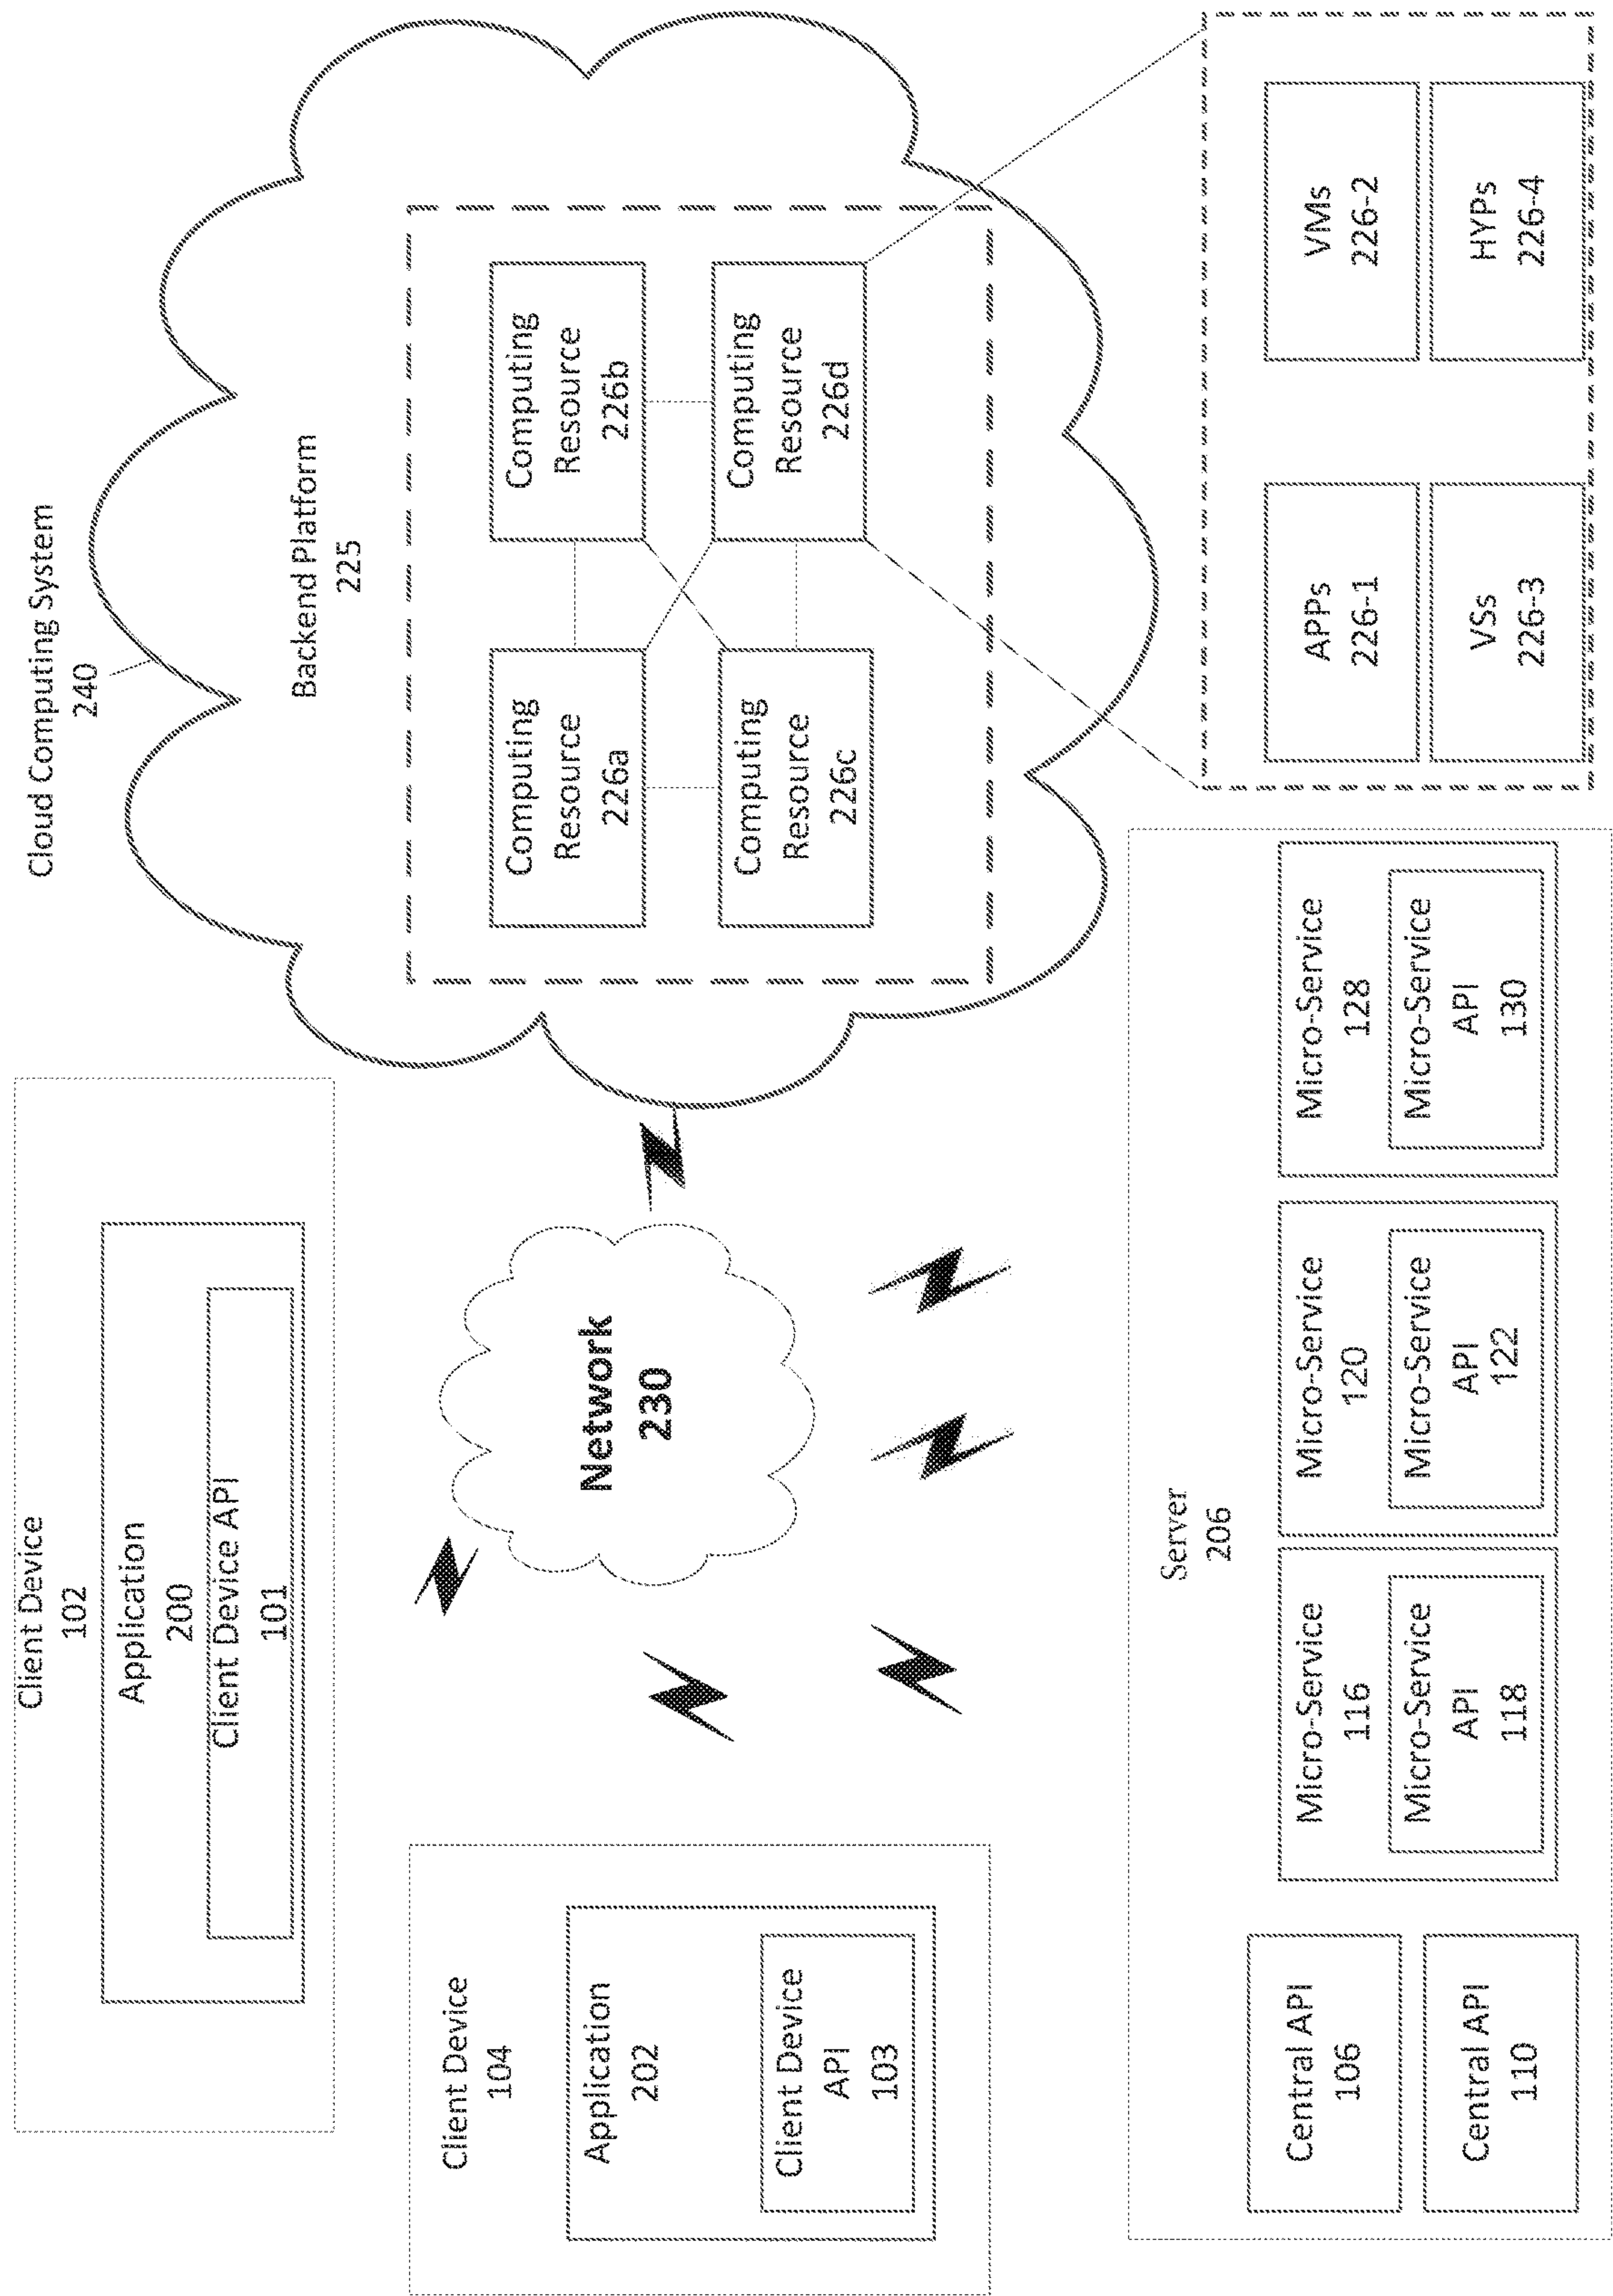 Client Device
102
Application
200
Client Device API
101
Cloud Computing System
240
Backend Platform
225
Computing
Resource
226a
Computing
Resource
226b
Computing
Resource
226c
Computing
Resource
226d
Client Device
104
Application
202
Client Device
API
103
Network
230
Server
206
Central API
106
Central API
110
Micro-Service
116
Micro-Service
API
118
Micro-Service
120
Micro-Service
API
122
Micro-Service
128
Micro-Service
API
130
APPs
226-1
VMs
226-2
VSs
226-3
HYPs
226-4